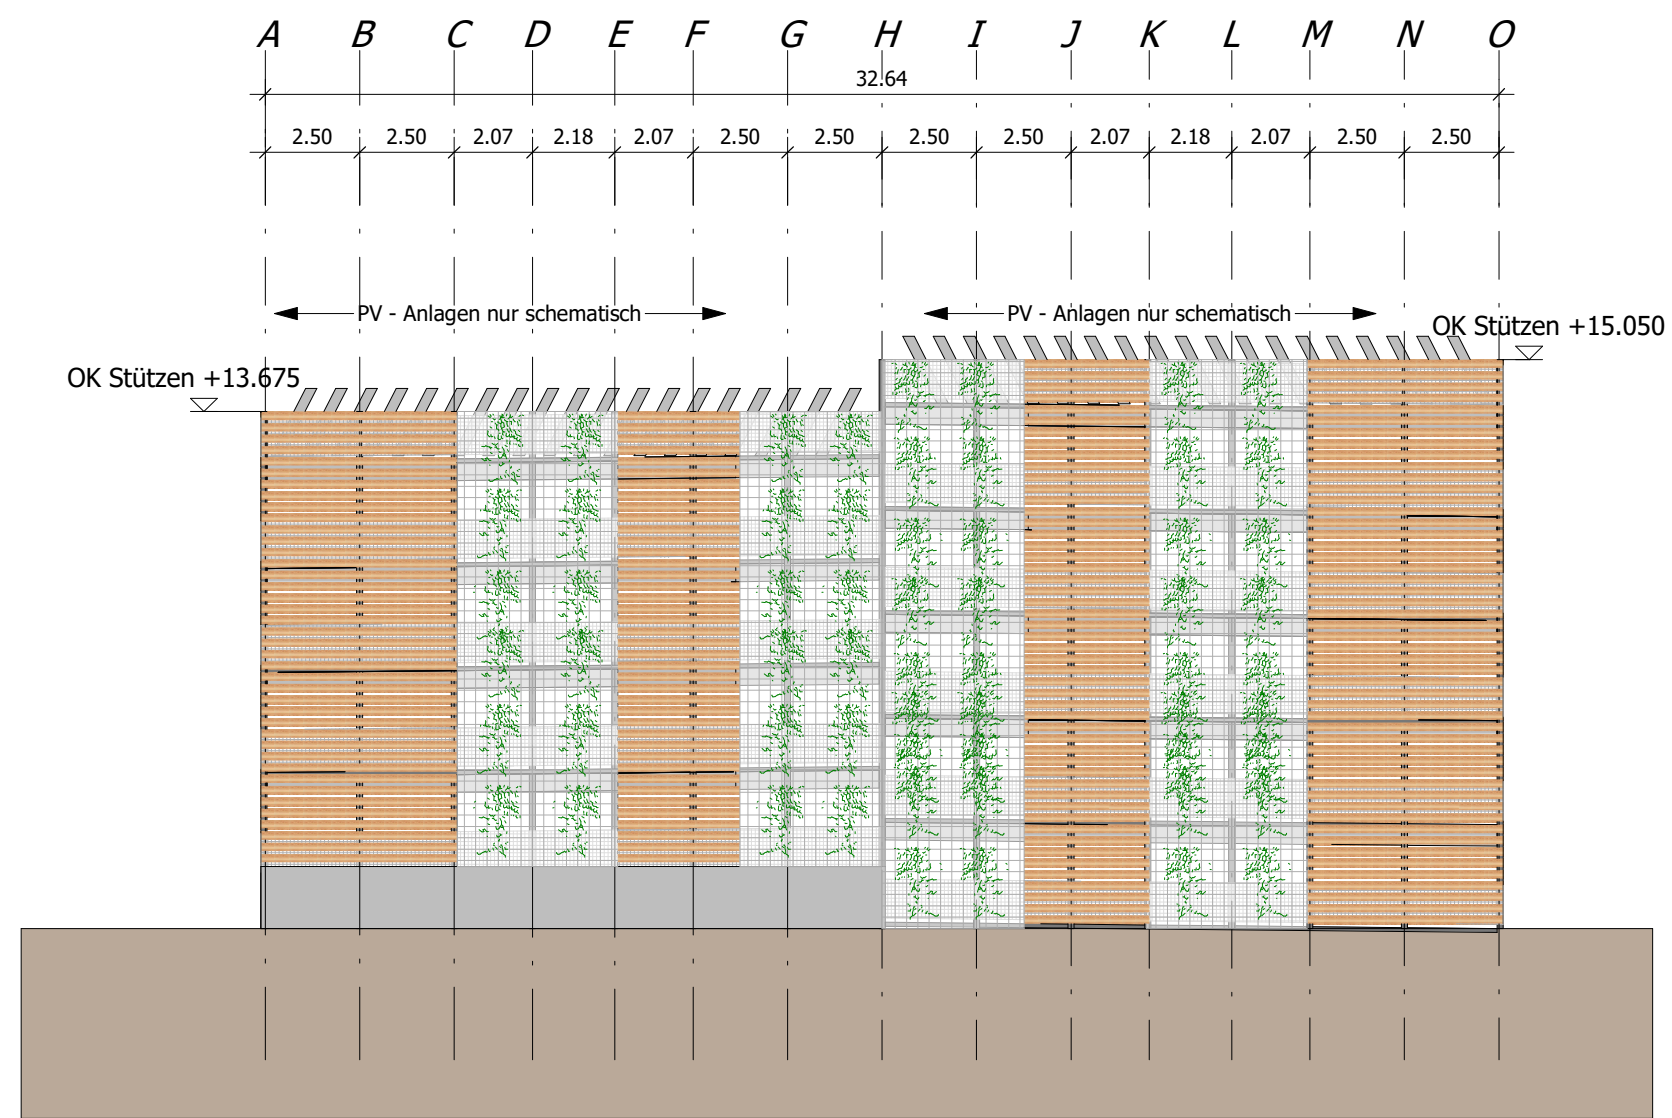 A B C D E F G H I J K L M N O
32.64
2.50 2.50 2.07 2.18 2.07 2.50 2.50 2.50 2.50 2.07 2.18 2.07 2.50 2.50
PV - Anlagen nur schematisch
PV - Anlagen nur schematisch
OK Stützen +15.050
OK Stützen +13.675